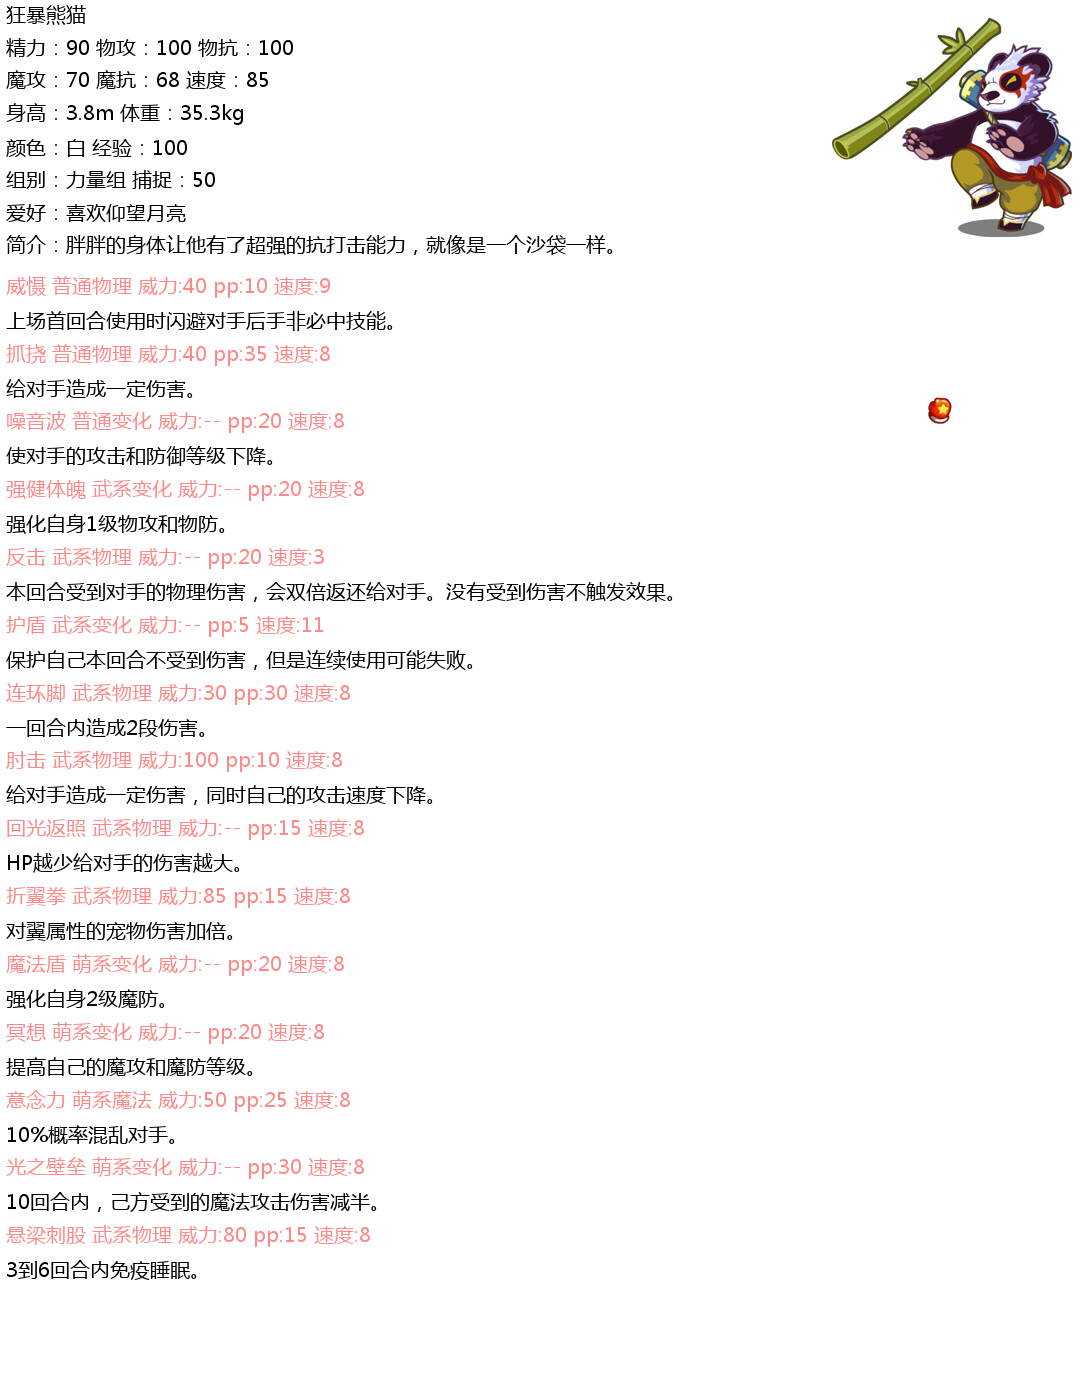 狂暴熊猫
精力：90 物攻：100 物抗：100
魔攻：70 魔抗：68 速度：85
身高：3.8m 体重：35.3kg
颜色：白 经验：100
组别：力量组 捕捉：50
爱好：喜欢仰望月亮
简介：胖胖的身体让他有了超强的抗打击能力，就像是一个沙袋一样。
威慑 普通物理 威力:40 pp:10 速度:9
上场首回合使用时闪避对手后手非必中技能。
抓挠 普通物理 威力:40 pp:35 速度:8
给对手造成一定伤害。
噪音波 普通变化 威力:-- pp:20 速度:8
使对手的攻击和防御等级下降。
强健体魄 武系变化 威力:-- pp:20 速度:8
强化自身1级物攻和物防。
反击 武系物理 威力:-- pp:20 速度:3
本回合受到对手的物理伤害，会双倍返还给对手。没有受到伤害不触发效果。
护盾 武系变化 威力:-- pp:5 速度:11
保护自己本回合不受到伤害，但是连续使用可能失败。
连环脚 武系物理 威力:30 pp:30 速度:8
一回合内造成2段伤害。
肘击 武系物理 威力:100 pp:10 速度:8
给对手造成一定伤害，同时自己的攻击速度下降。
回光返照 武系物理 威力:-- pp:15 速度:8
HP越少给对手的伤害越大。
折翼拳 武系物理 威力:85 pp:15 速度:8
对翼属性的宠物伤害加倍。
魔法盾 萌系变化 威力:-- pp:20 速度:8
强化自身2级魔防。
冥想 萌系变化 威力:-- pp:20 速度:8
提高自己的魔攻和魔防等级。
意念力 萌系魔法 威力:50 pp:25 速度:8
10%概率混乱对手。
光之壁垒 萌系变化 威力:-- pp:30 速度:8
10回合内，己方受到的魔法攻击伤害减半。
悬梁刺股 武系物理 威力:80 pp:15 速度:8
3到6回合内免疫睡眠。